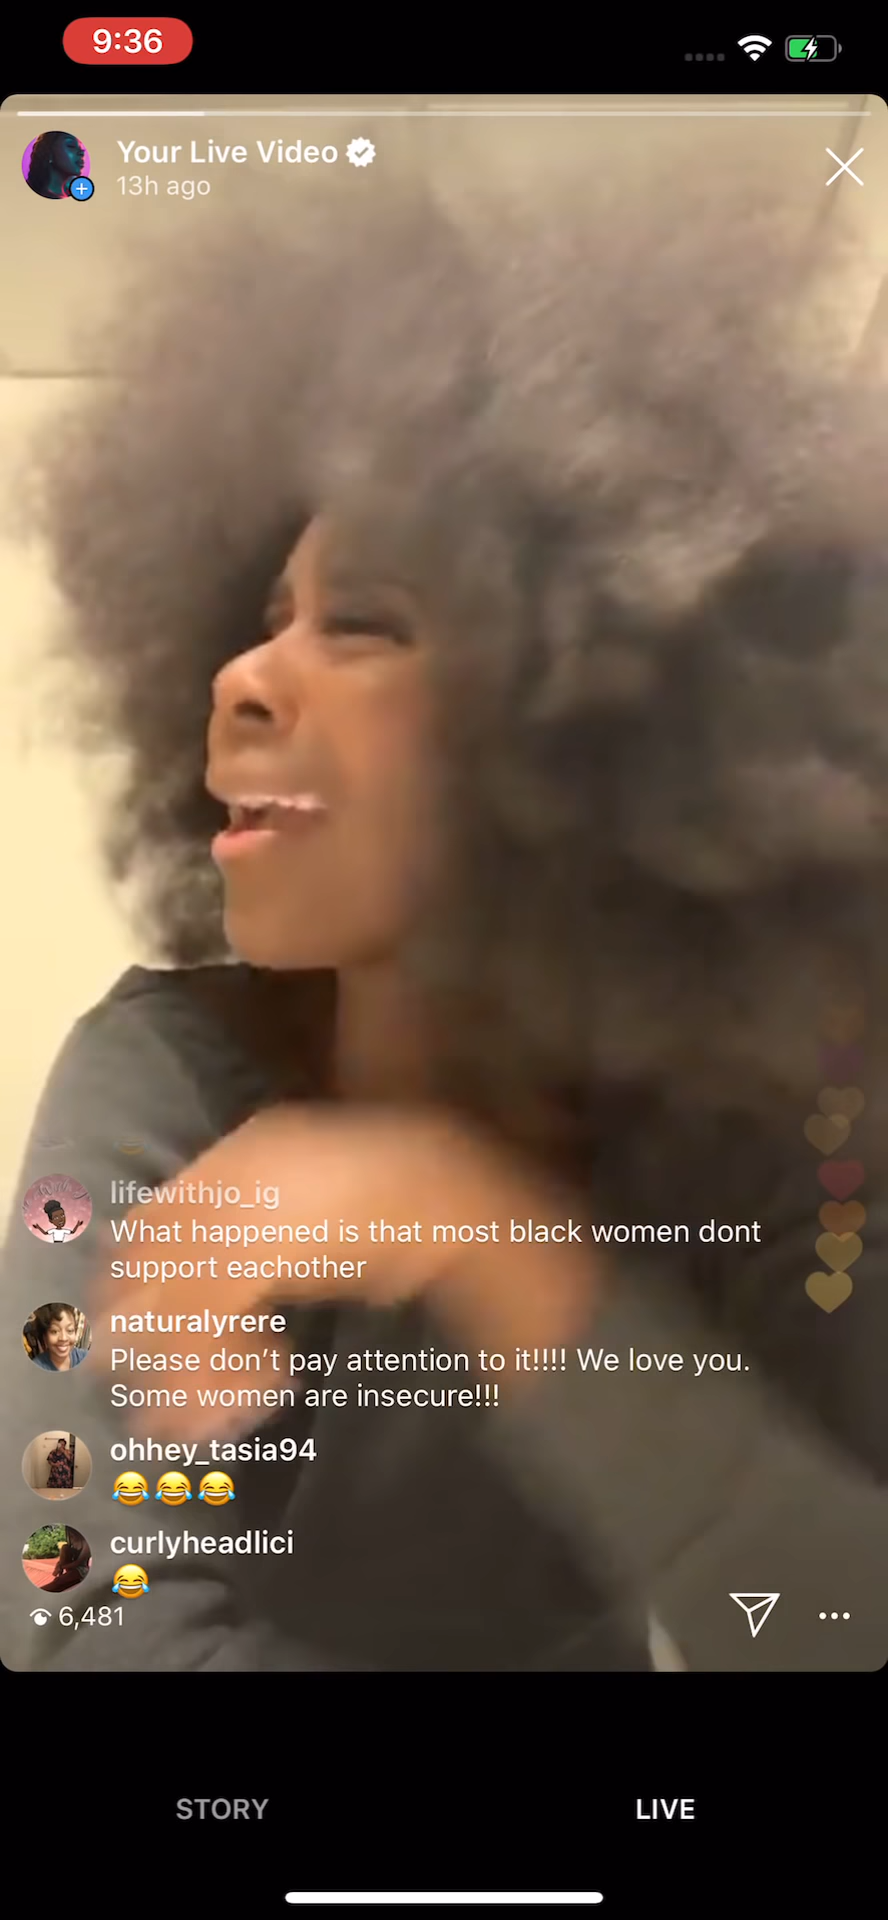 9:36
Your Live Video
13h ago
lifewithjo_ig
What happened is that most black women dont
support eachother
naturalyrere
Please don't pay attention to it!!!! We love you.
Some women are insecure!!!
ohhey_tasia94
😂😂😂
curlyheadlici
😂
6,481
STORY
LIVE